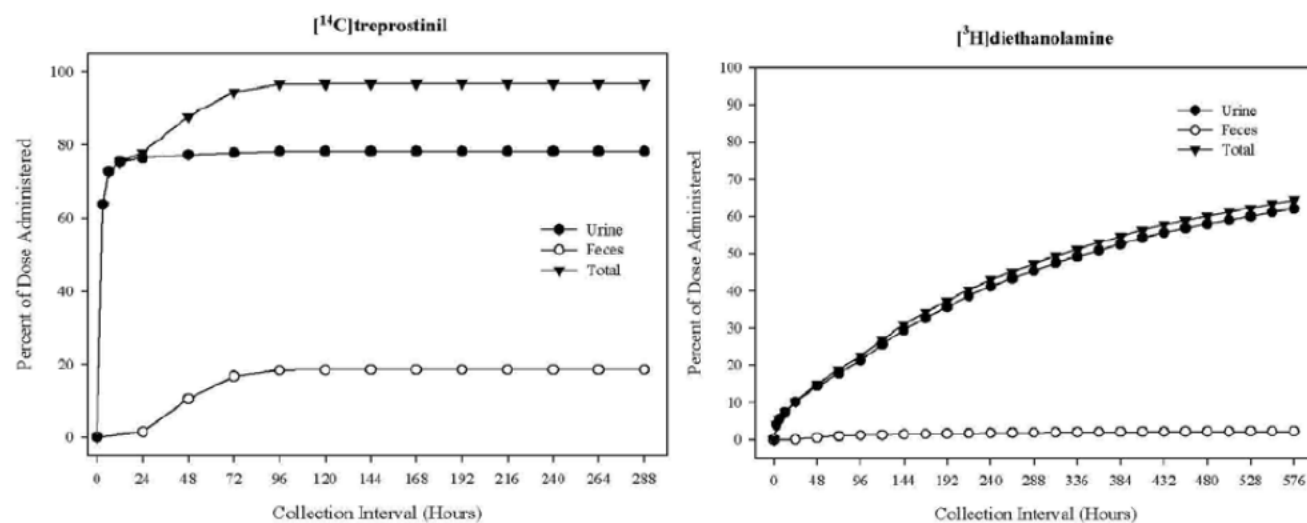 [¹⁴C]treprostinil
Percent of Dose Administered
100
80
60
40
20
0
Urine
Feces
Total
0 24 48 72 96 120 144 168 192 216 240 264 288
Collection Interval (Hours)
[³H]diethanolamine
Percent of Dose Administered
100
90
80
70
60
50
40
30
20
10
0
Urine
Feces
Total
0 48 96 144 192 240 288 336 384 432 480 528 576
Collection Interval (Hours)